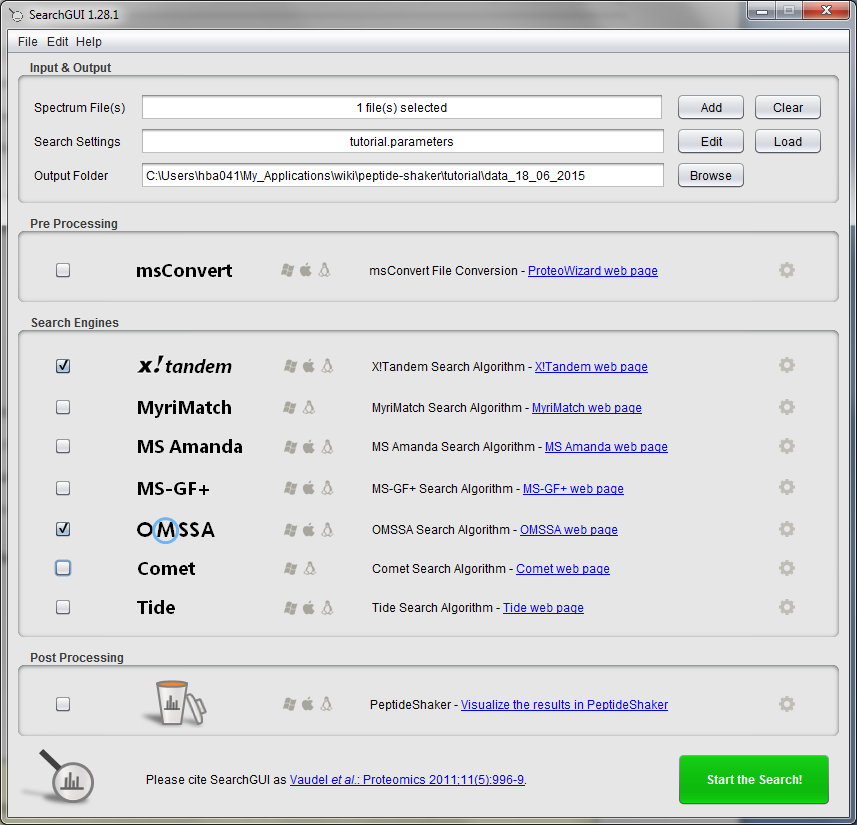 SearchGUI 1.28.1
File Edit Help
Input & Output
Spectrum File(s) 1 file(s) selected Add Clear
Search Settings tutorial.parameters Edit Load
Output Folder C:\Users\hba041\My_Applications\wiki\peptide-shaker\tutorial\data_18_06_2015 Browse
Pre Processing
msConvert msConvert File Conversion - ProteoWizard web page
Search Engines
X!tandem X!Tandem Search Algorithm - X!Tandem web page
MyriMatch MyriMatch Search Algorithm - MyriMatch web page
MS Amanda MS Amanda Search Algorithm - MS Amanda web page
MS-GF+ MS-GF+ Search Algorithm - MS-GF+ web page
OMSSA OMSSA Search Algorithm - OMSSA web page
Comet Comet Search Algorithm - Comet web page
Tide Tide Search Algorithm - Tide web page
Post Processing
PeptideShaker - Visualize the results in PeptideShaker
Please cite SearchGUI as Vaudel et al.: Proteomics 2011;11(5):996-9. Start the Search!